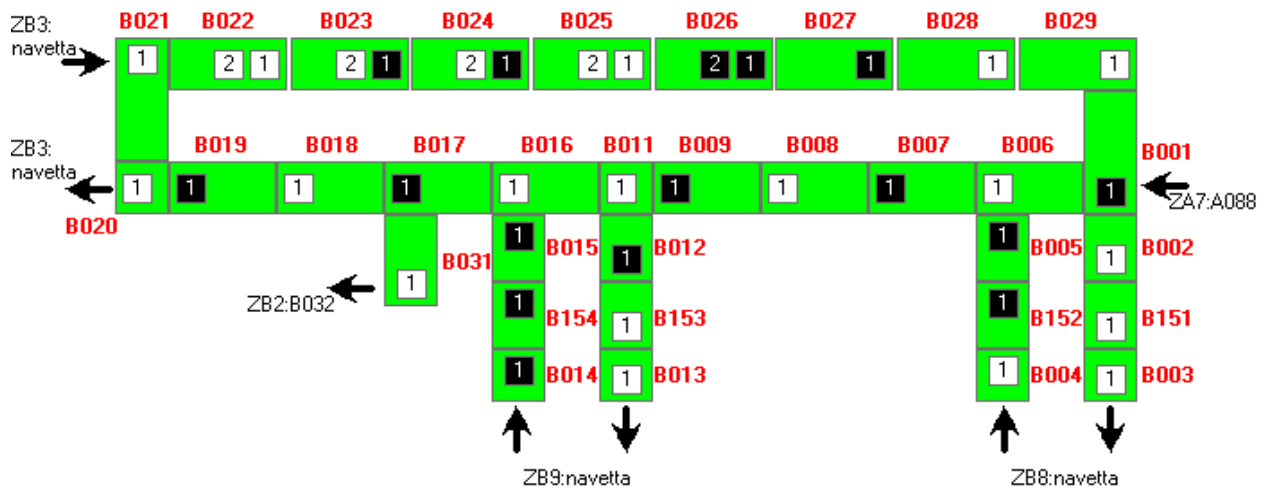 ZB3:
navetta
B021 B022 B023 B024 B025 B026 B027 B028 B029
1 2 1 2 1 2 1 2 1 2 1 1 1 1
ZB3:
navetta
B019 B018 B017 B016 B011 B009 B008 B007 B006 B001
1 1 1 1 1 1 1 1 1 1 1
ZA7:A088
B020
1 B015 1 B012 1 B005 1 B002
B031
1
ZB2:B032
1 B154 1 B153 1 B152 1 B151
1 B014 1 B013 1 B004 1 B003
ZB9:navetta ZB8:navetta